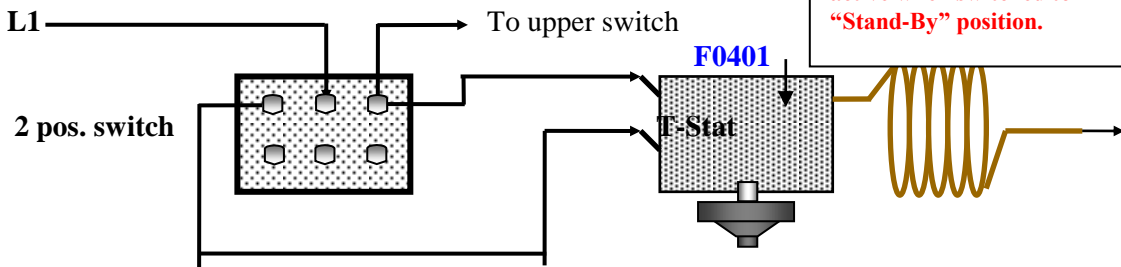 L1
To upper switch
“Stand-By” position.
F0401
2 pos. switch
T-Stat